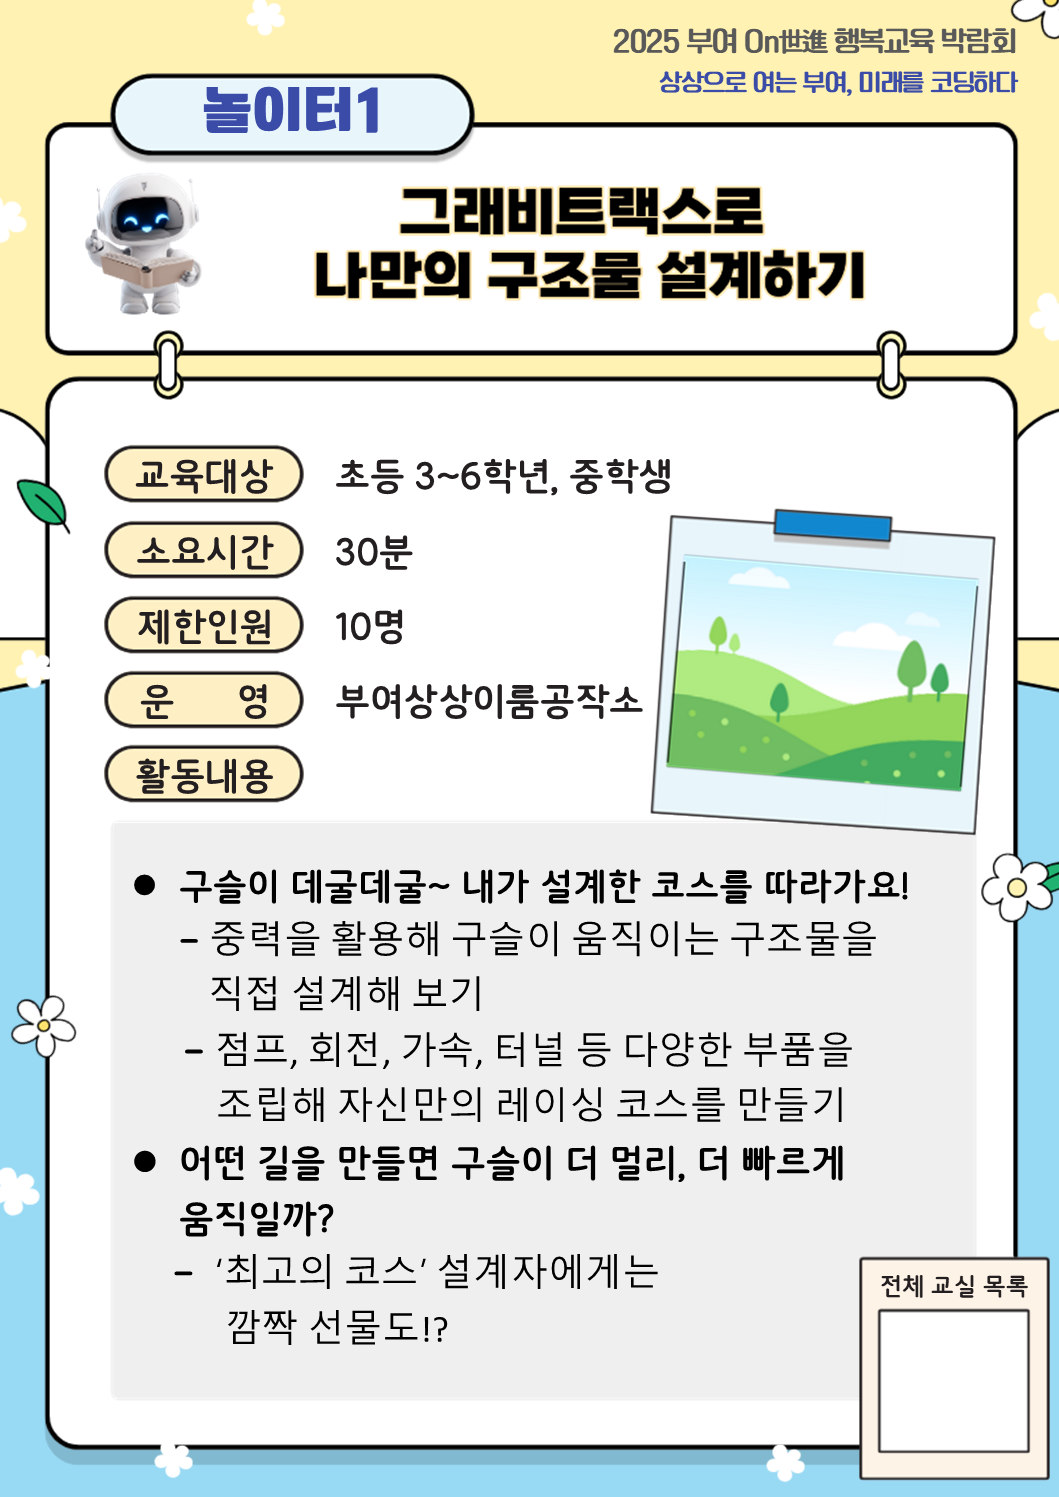 2025 부여 On世進 행복교육 박람회
상상으로 여는 부여, 미래를 코딩하다
놀이터1
그래비트랙스로
나만의 구조물 설계하기
교육대상 초등 3~6학년, 중학생
소요시간 30분
제한인원 10명
운 영 부여상상이룸공작소
활동내용
● 구슬이 데굴데굴~ 내가 설계한 코스를 따라가요!
- 중력을 활용해 구슬이 움직이는 구조물을
직접 설계해 보기
- 점프, 회전, 가속, 터널 등 다양한 부품을
조립해 자신만의 레이싱 코스를 만들기
● 어떤 길을 만들면 구슬이 더 멀리, 더 빠르게
움직일까?
- ‘최고의 코스’ 설계자에게는
깜짝 선물도!?
전체 교실 목록